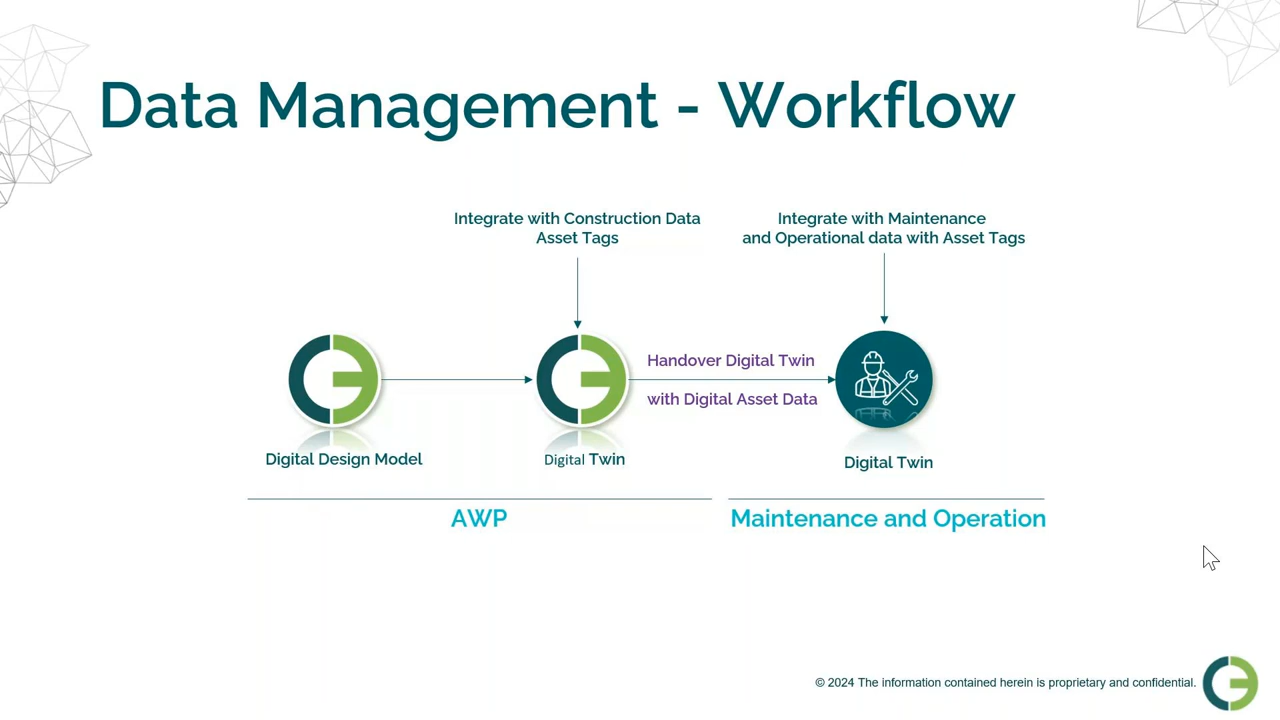 Data Management - Workflow
Integrate with Construction Data
Asset Tags
Integrate with Maintenance
and Operational data with Asset Tags
Handover Digital Twin
with Digital Asset Data
Digital Design Model
Digital Twin
Digital Twin
AWP
Maintenance and Operation
© 2024 The information contained herein is proprietary and confidential.